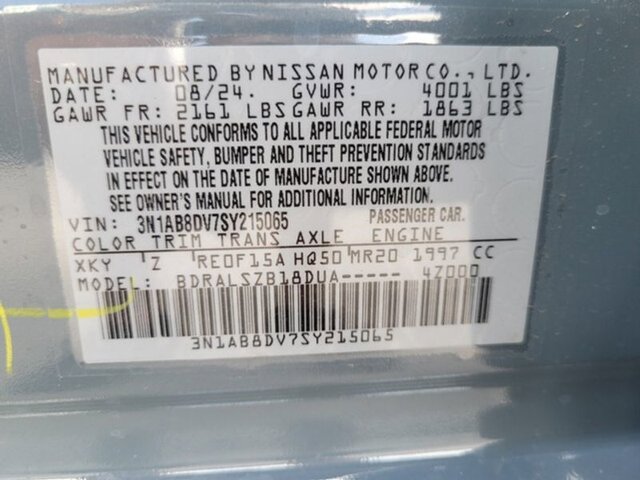 MANUFACTURED BY NISSAN MOTOR CO., LTD.
DATE: 08/24. GVWR: 4001 LBS
GAWR FR: 2161 LBS GAWR RR: 1863 LBS
THIS VEHICLE CONFORMS TO ALL APPLICABLE FEDERAL MOTOR
VEHICLE SAFETY, BUMPER AND THEFT PREVENTION STANDARDS
IN EFFECT ON THE DATE OF MANUFACTURE SHOWN ABOVE.
SEE OWNER'S MANUAL FOR ADDITIONAL INFORMATION.
VIN: 3N1AB8DV7SY215065 PASSENGER CAR.
COLOR TRIM TRANS AXLE ENGINE
XKY Z RE0F15A HQ50 MR20 1997 CC
MODEL: BDRALSZB18DUA----- 4Z000
3N1AB8DV7SY215065